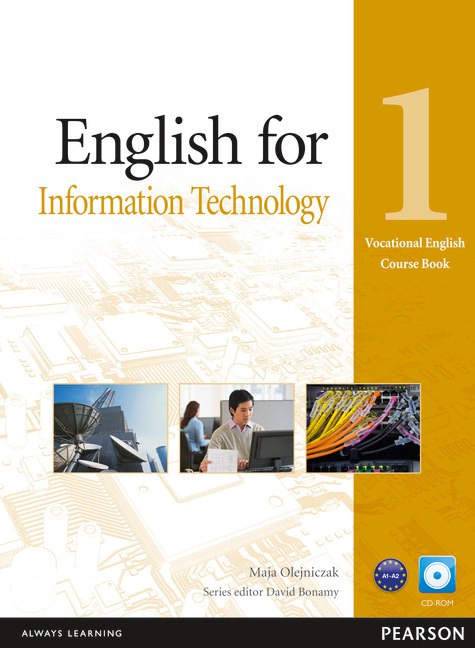 English for
Information Technology
1
Vocational English
Course Book
Maja Olejniczak
Series editor David Bonamy
A1-A2
CD-ROM
ALWAYS LEARNING
PEARSON